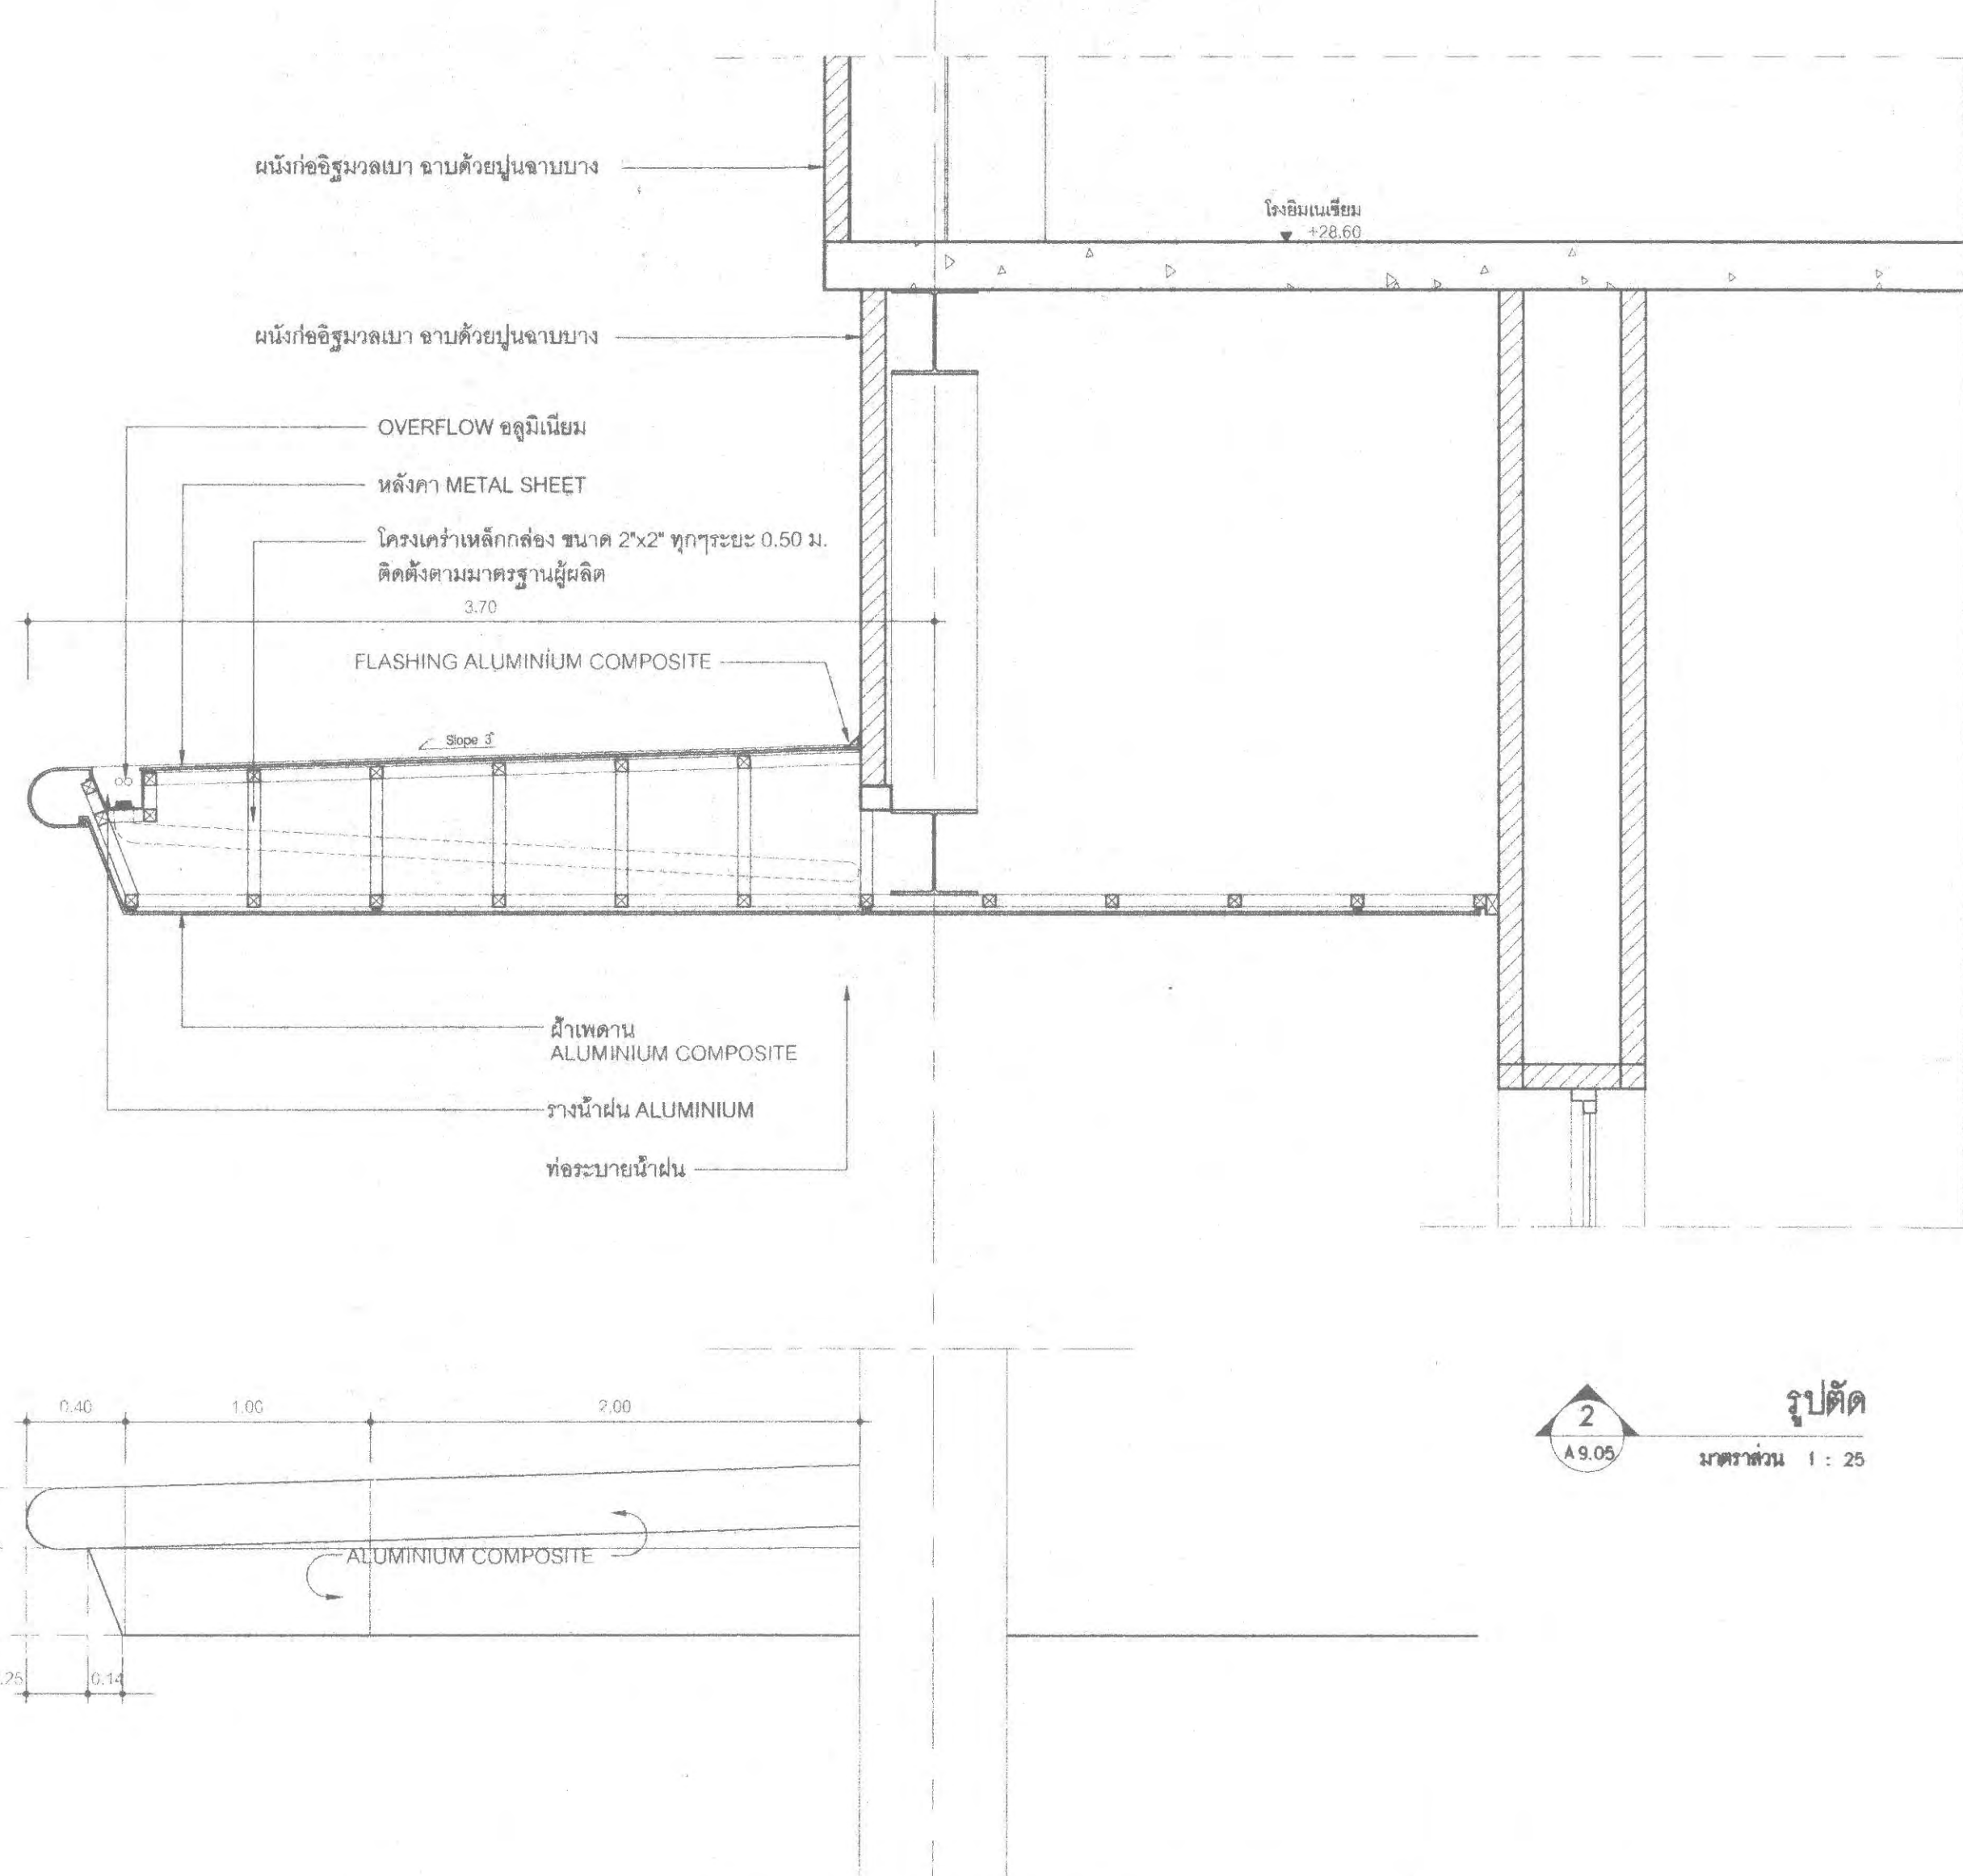 ผนังก่ออิฐมวลเบา ฉาบด้วยปูนฉาบบาง
โรงยิมเนเซียม
+28.60
ผนังก่ออิฐมวลเบา ฉาบด้วยปูนฉาบบาง
OVERFLOW อลูมิเนียม
หลังคา METAL SHEET
โครงเคร่าเหล็กกล่อง ขนาด 2"x2" ทุกๆระยะ 0.50 ม.
ติดตั้งตามมาตรฐานผู้ผลิต
3.70
FLASHING ALUMINIUM COMPOSITE
Slope 3°
ฝ้าเพดาน
ALUMINIUM COMPOSITE
รางน้ำฝน ALUMINIUM
ท่อระบายน้ำฝน
0.40 1.00 2.00
2
A9.05
รูปตัด
มาตราส่วน 1 : 25
ALUMINIUM COMPOSITE
.25 0.14